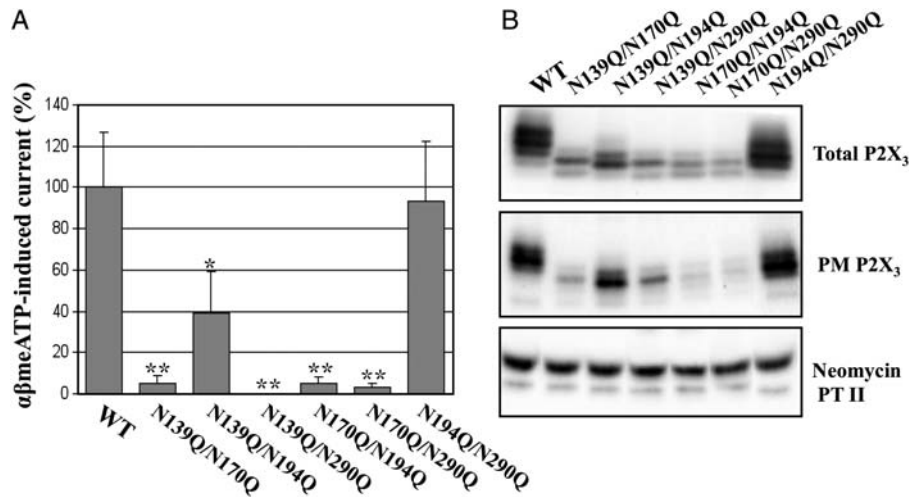 A
αβmeATP-induced current (%)
140
120
100
80
60
40
20
0
*
**
**
**
**
WT
N139Q/N170Q
N139Q/N194Q
N139Q/N290Q
N170Q/N194Q
N170Q/N290Q
N194Q/N290Q
B
WT
N139Q/N170Q
N139Q/N194Q
N139Q/N290Q
N170Q/N194Q
N170Q/N290Q
N194Q/N290Q
Total P2X₃
PM P2X₃
Neomycin
PT II